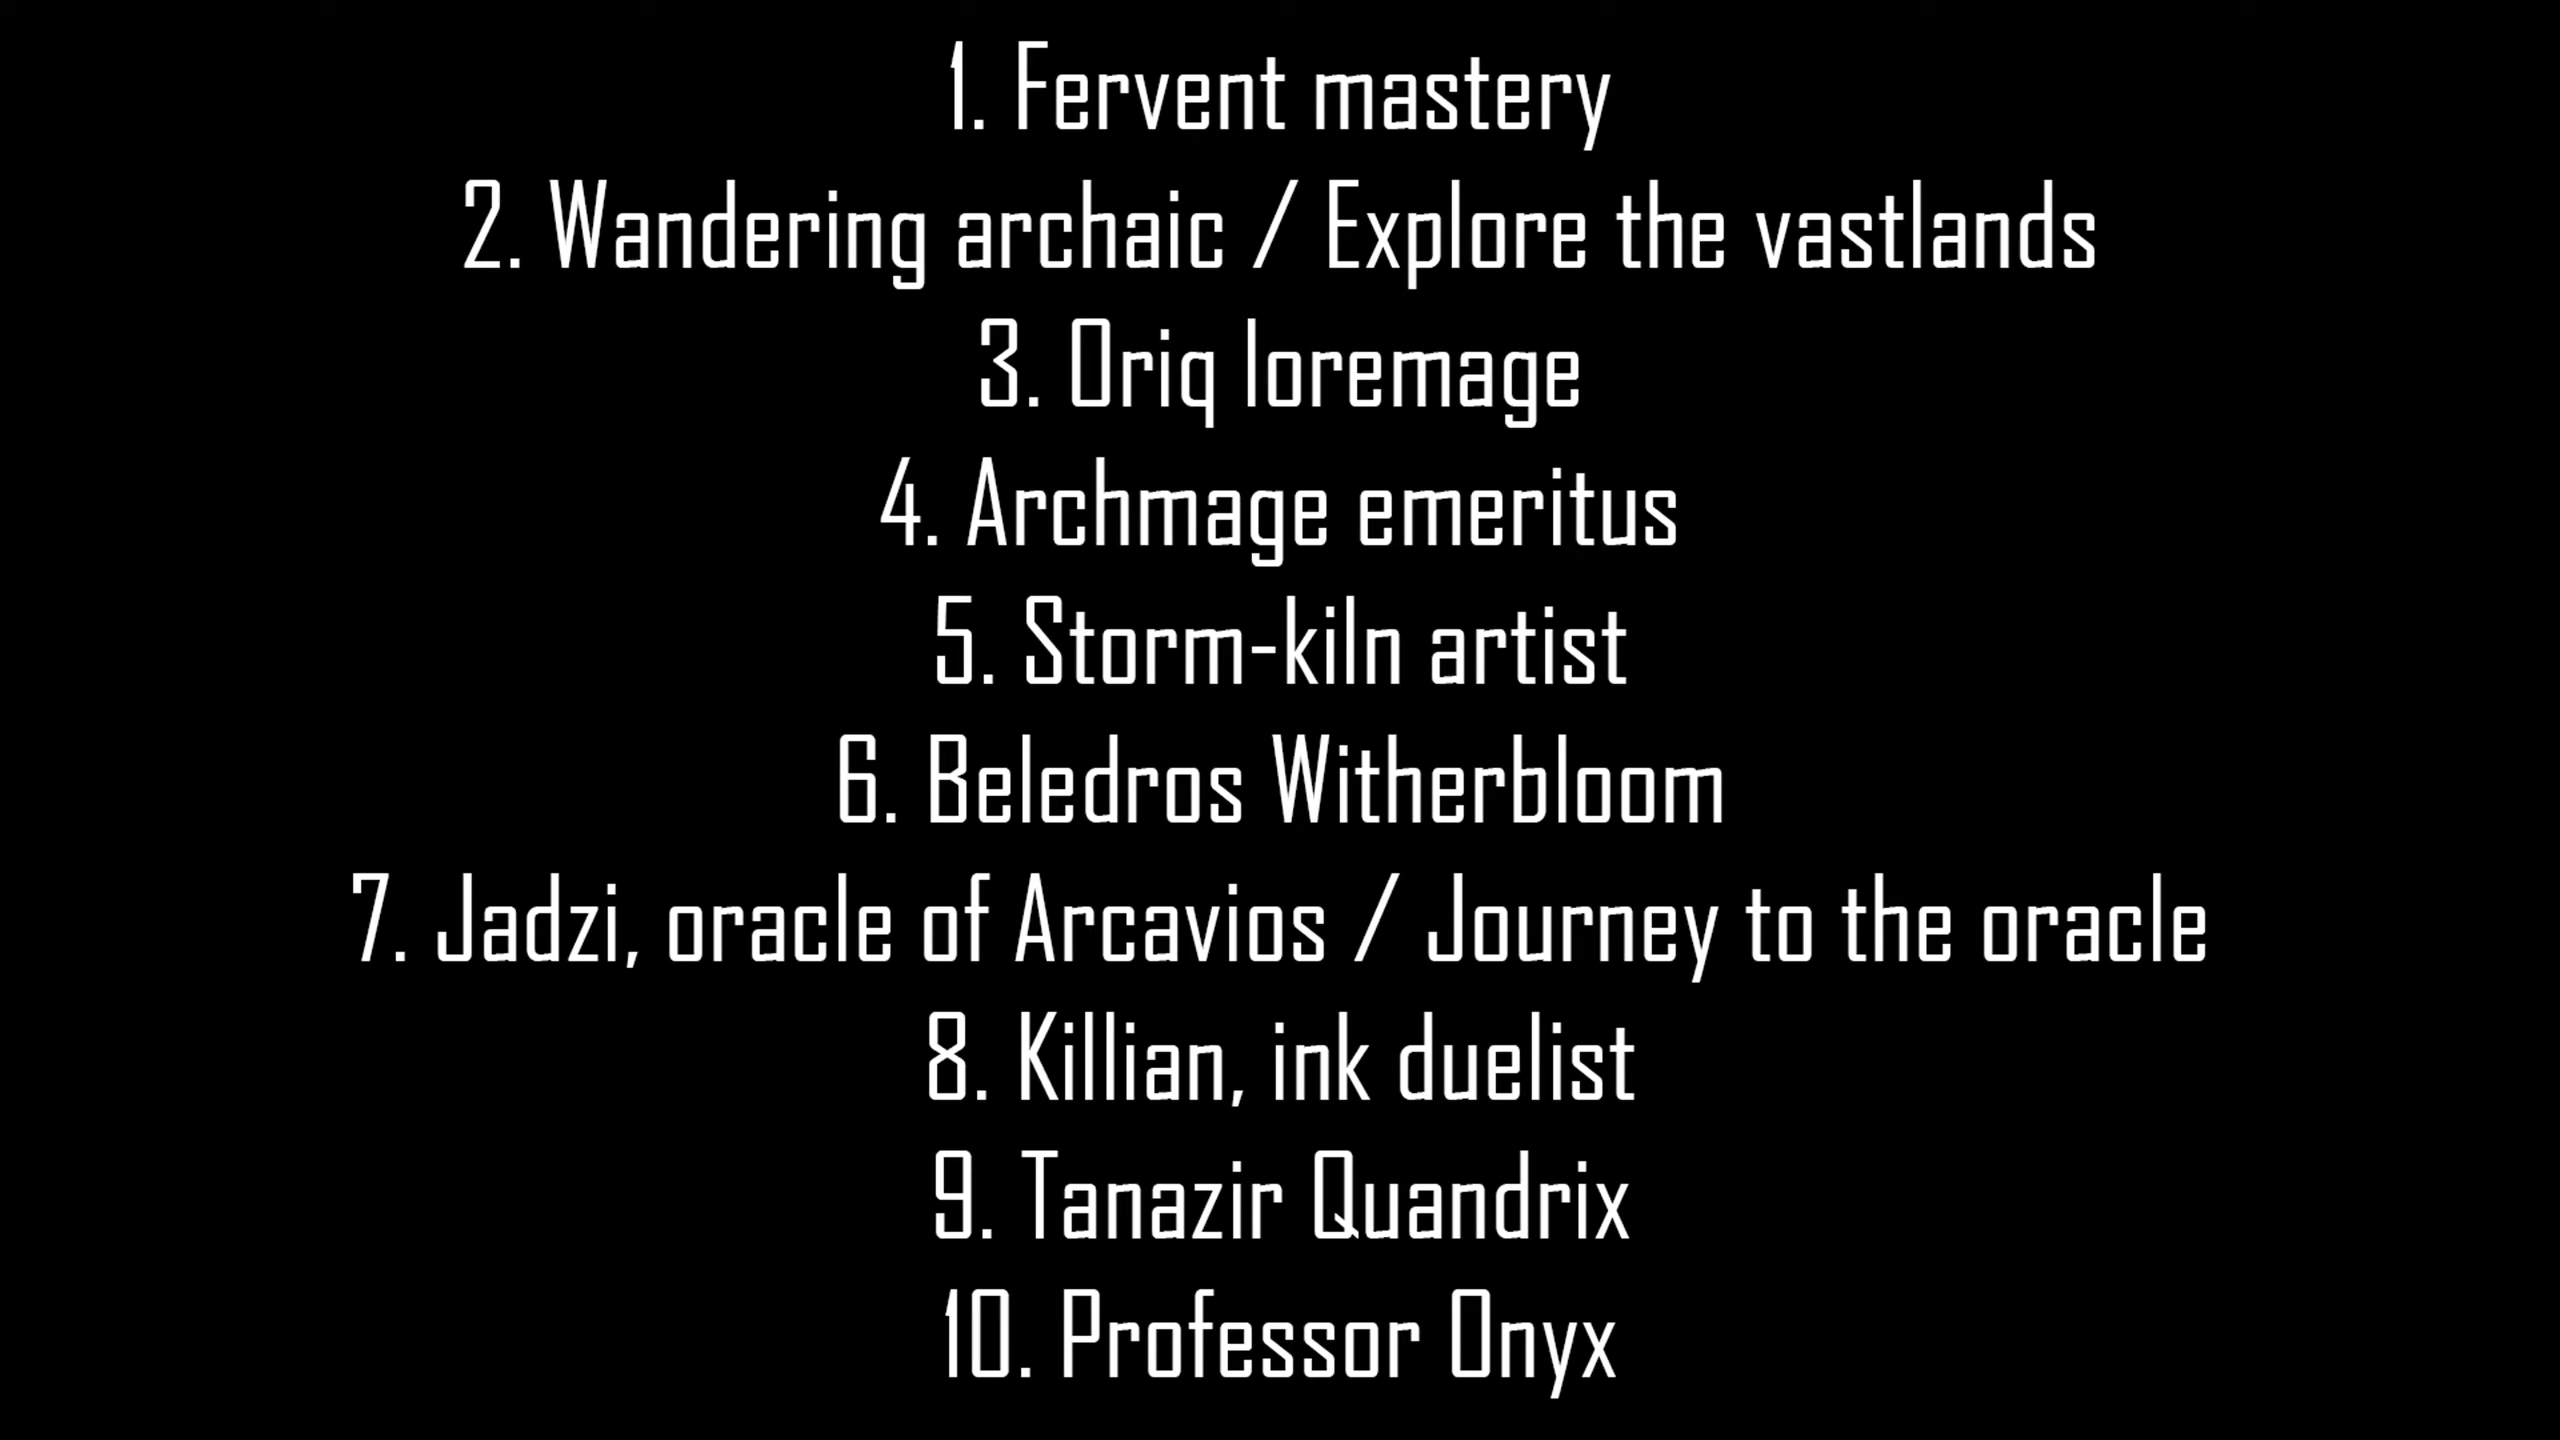 1. Fervent mastery
2. Wandering archaic / Explore the vastlands
3. Oriq loremage
4. Archmage emeritus
5. Storm-kiln artist
6. Beledros Witherbloom
7. Jadzi, oracle of Arcavios / Journey to the oracle
8. Killian, ink duelist
9. Tanazir Quandrix
10. Professor Onyx